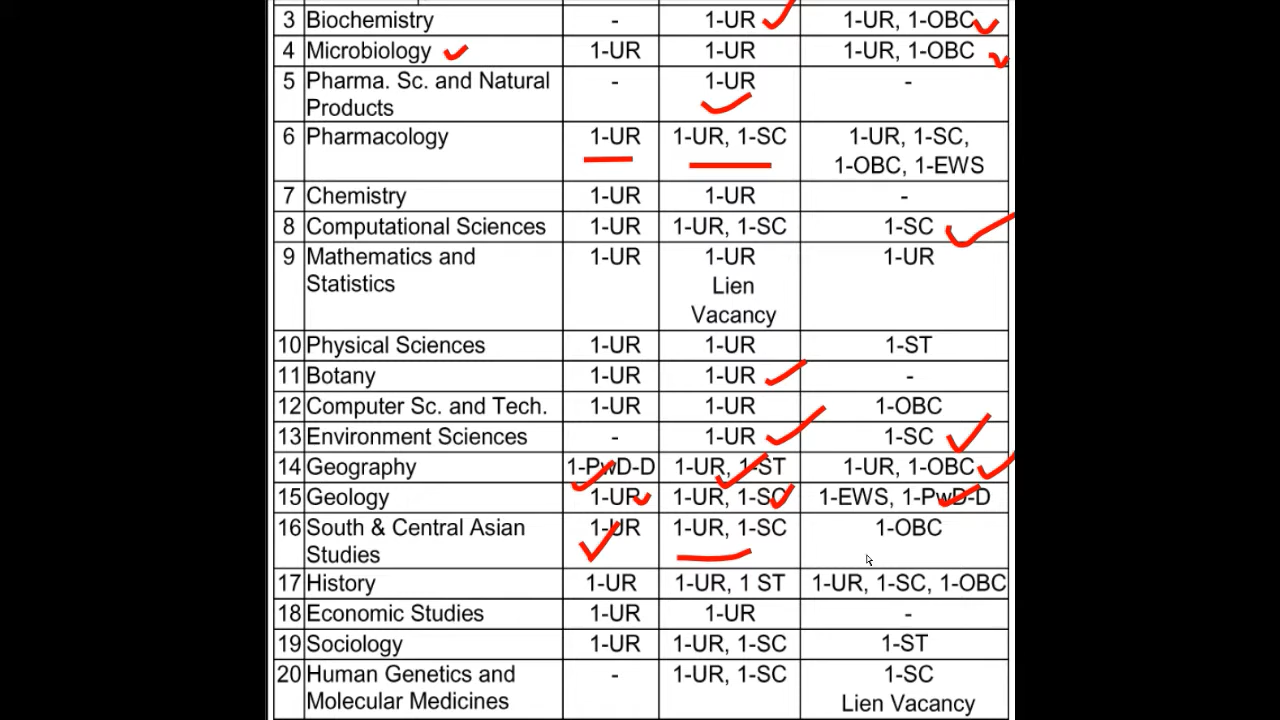 3 Biochemistry - 1-UR 1-UR, 1-OBC
4 Microbiology 1-UR 1-UR 1-UR, 1-OBC
5 Pharma. Sc. and Natural - 1-UR -
Products
6 Pharmacology 1-UR 1-UR, 1-SC 1-UR, 1-SC,
1-OBC, 1-EWS
7 Chemistry 1-UR 1-UR -
8 Computational Sciences 1-UR 1-UR, 1-SC 1-SC
9 Mathematics and 1-UR 1-UR 1-UR
Statistics Lien
Vacancy
10 Physical Sciences 1-UR 1-UR 1-ST
11 Botany 1-UR 1-UR -
12 Computer Sc. and Tech. 1-UR 1-UR 1-OBC
13 Environment Sciences - 1-UR 1-SC
14 Geography 1-PwD-D 1-UR, 1-ST 1-UR, 1-OBC
15 Geology 1-UR 1-UR, 1-SC 1-EWS, 1-PwD-D
16 South & Central Asian 1-UR 1-UR, 1-SC 1-OBC
Studies
17 History 1-UR 1-UR, 1 ST 1-UR, 1-SC, 1-OBC
18 Economic Studies 1-UR 1-UR -
19 Sociology 1-UR 1-UR, 1-SC 1-ST
20 Human Genetics and - 1-UR, 1-SC 1-SC
Molecular Medicines Lien Vacancy